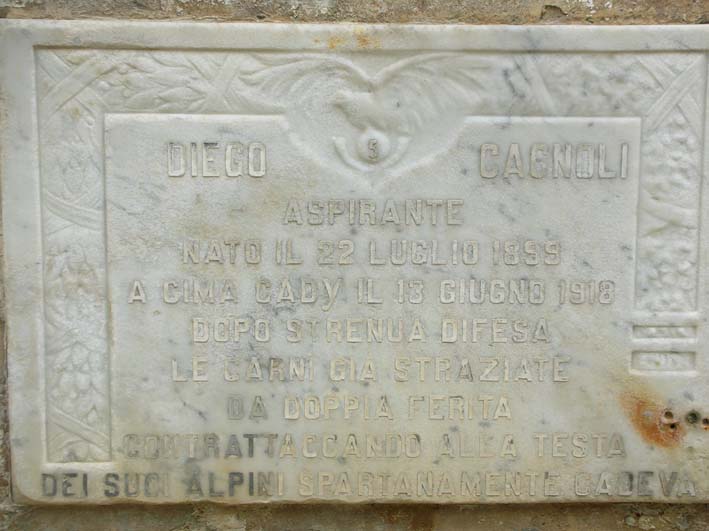 DIEGO 5 CAGNOLI
ASPIRANTE
NATO IL 22 LUGLIO 1899
A CIMA CADY IL 13 GIUGNO 1918
DOPO STRENUA DIFESA
LE CARNI GIA STRAZIATE
DA DOPPIA FERITA
CONTRATTACCANDO ALLA TESTA
DEI SUOI ALPINI SPARTANAMENTE CADEVA